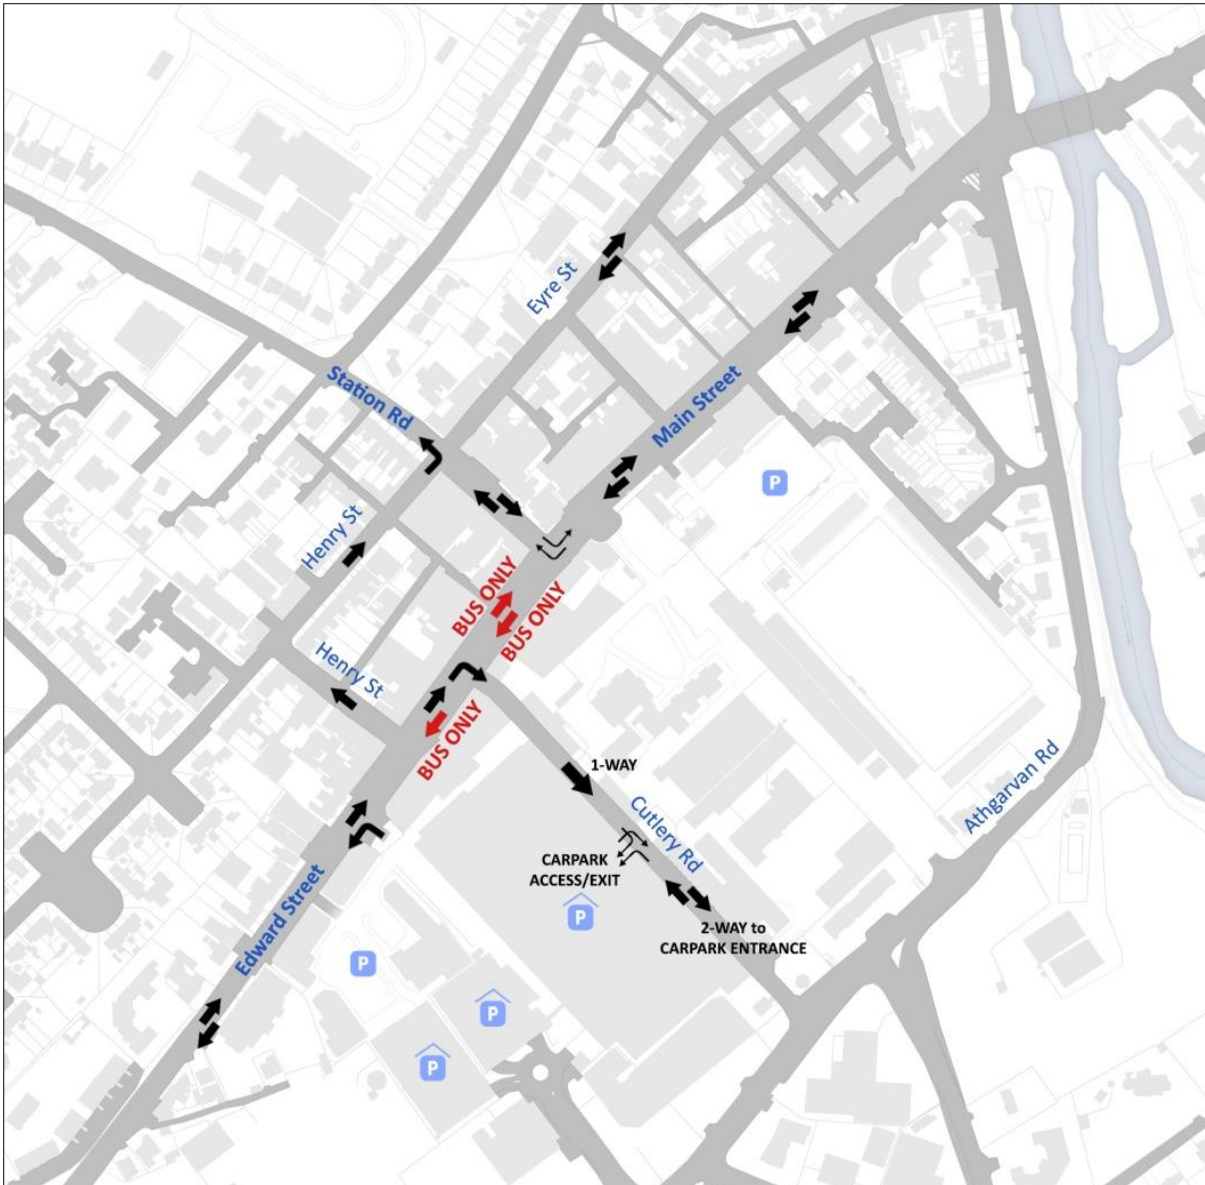 Eyre St
Main Street
Station Rd
P
Henry St
BUS ONLY
BUS ONLY
Henry St
BUS ONLY
1-WAY
Cutlery Rd
Athgarvan Rd
CARPARK
ACCESS/EXIT
P
2-WAY to
CARPARK ENTRANCE
Edward Street
P
P
P